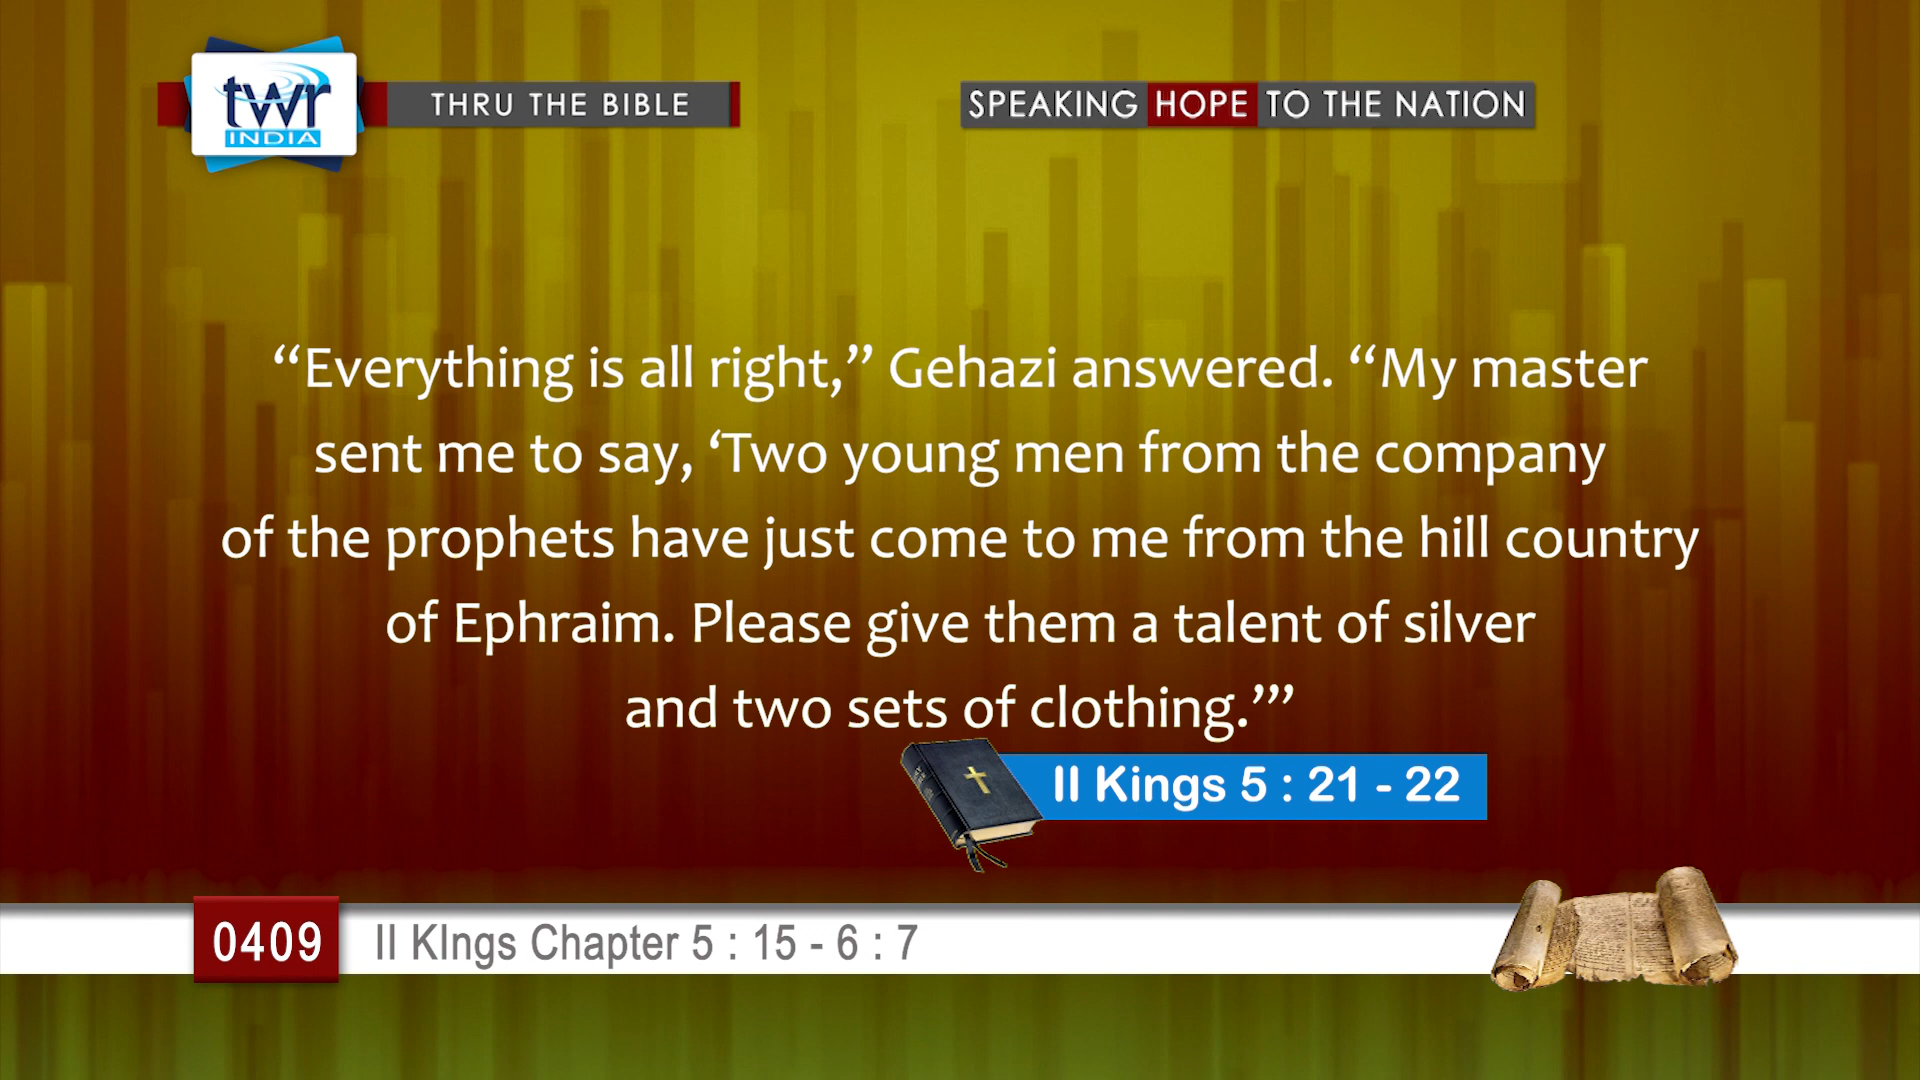 twr
INDIA
THRU THE BIBLE
SPEAKING HOPE TO THE NATION
“Everything is all right,” Gehazi answered. “My master
sent me to say, ‘Two young men from the company
of the prophets have just come to me from the hill country
of Ephraim. Please give them a talent of silver
and two sets of clothing.’”
II Kings 5 : 21 - 22
0409
II KIngs Chapter 5 : 15 - 6 : 7